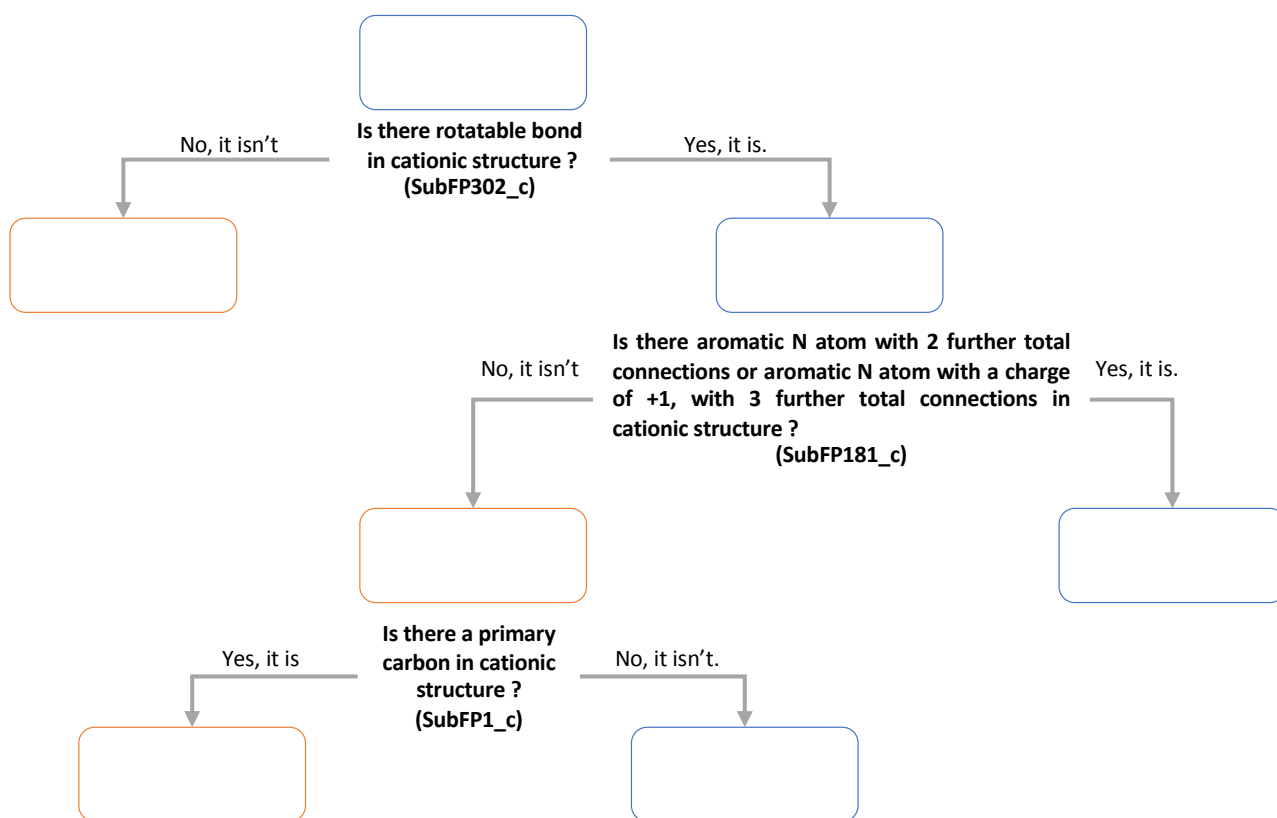 No, it isn't
Is there rotatable bond
in cationic structure ?
(SubFP302_c)
Yes, it is.
No, it isn't
Is there aromatic N atom with 2 further total
connections or aromatic N atom with a charge
of +1, with 3 further total connections in
cationic structure ?
(SubFP181_c)
Yes, it is.
Yes, it is
Is there a primary
carbon in cationic
structure ?
(SubFP1_c)
No, it isn't.